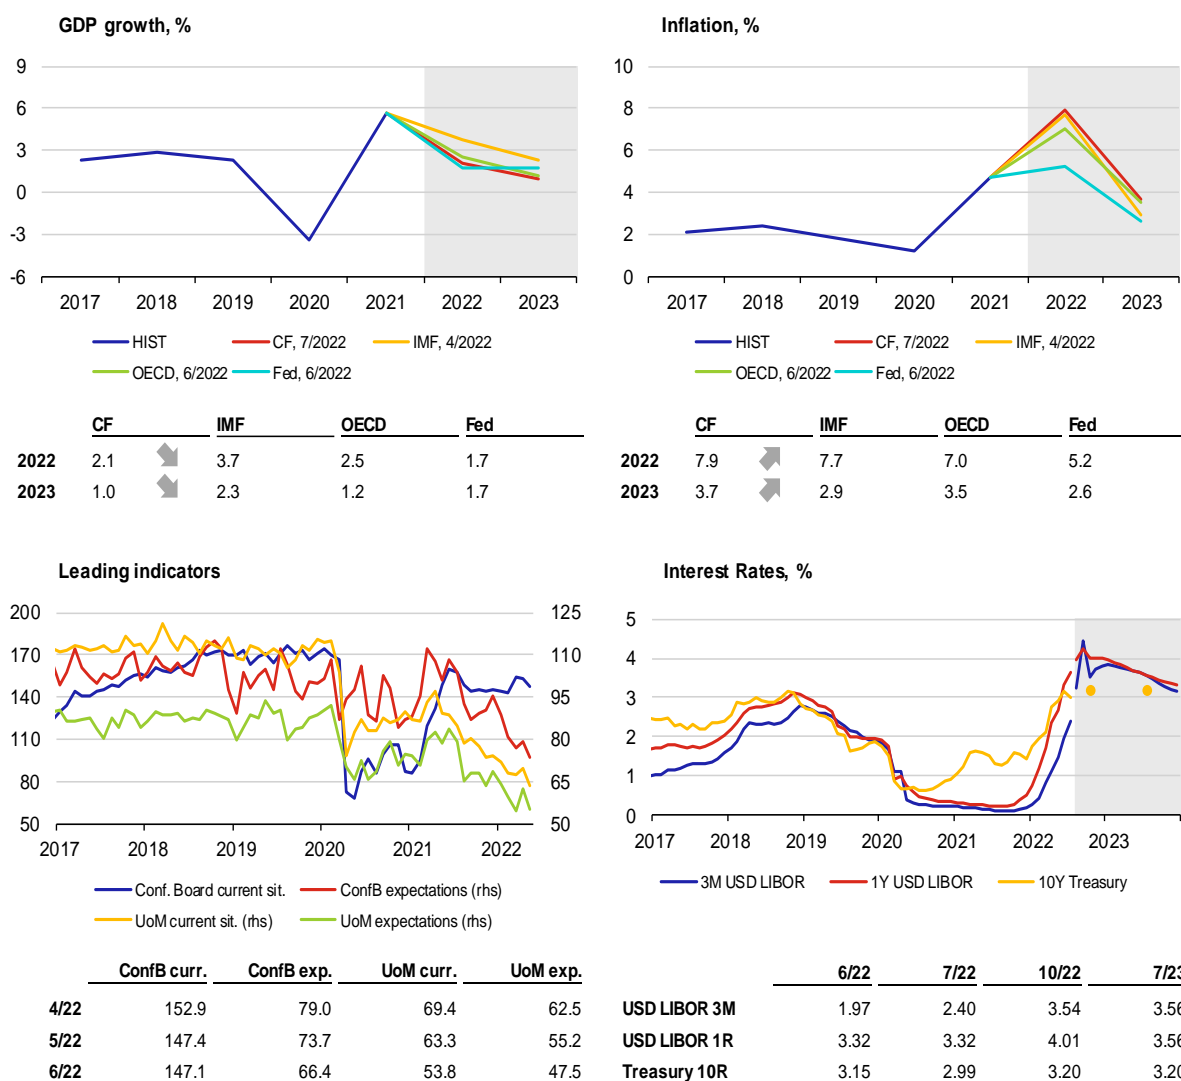 GDP growth, %
9
6
3
0
-3
-6
2017 2018 2019 2020 2021 2022 2023
HIST CF, 7/2022 IMF, 4/2022
OECD, 6/2022 Fed, 6/2022
CF IMF OECD Fed
2022 2.1 3.7 2.5 1.7
2023 1.0 2.3 1.2 1.7
Inflation, %
10
8
6
4
2
0
2017 2018 2019 2020 2021 2022 2023
HIST CF, 7/2022 IMF, 4/2022
OECD, 6/2022 Fed, 6/2022
CF IMF OECD Fed
2022 7.9 7.7 7.0 5.2
2023 3.7 2.9 3.5 2.6
Leading indicators
200 125
170 110
140 95
110 80
80 65
50 50
2017 2018 2019 2020 2021 2022
Conf. Board current sit. ConfB expectations (rhs)
UoM current sit. (rhs) UoM expectations (rhs)
ConfB curr. ConfB exp. UoM curr. UoM exp.
4/22 152.9 79.0 69.4 62.5
5/22 147.4 73.7 63.3 55.2
6/22 147.1 66.4 53.8 47.5
Interest Rates, %
5
4
3
2
1
0
2017 2018 2019 2020 2021 2022 2023
3M USD LIBOR 1Y USD LIBOR 10Y Treasury
6/22 7/22 10/22 7/23
USD LIBOR 3M 1.97 2.40 3.54 3.56
USD LIBOR 1R 3.32 3.32 4.01 3.56
Treasury 10R 3.15 2.99 3.20 3.20